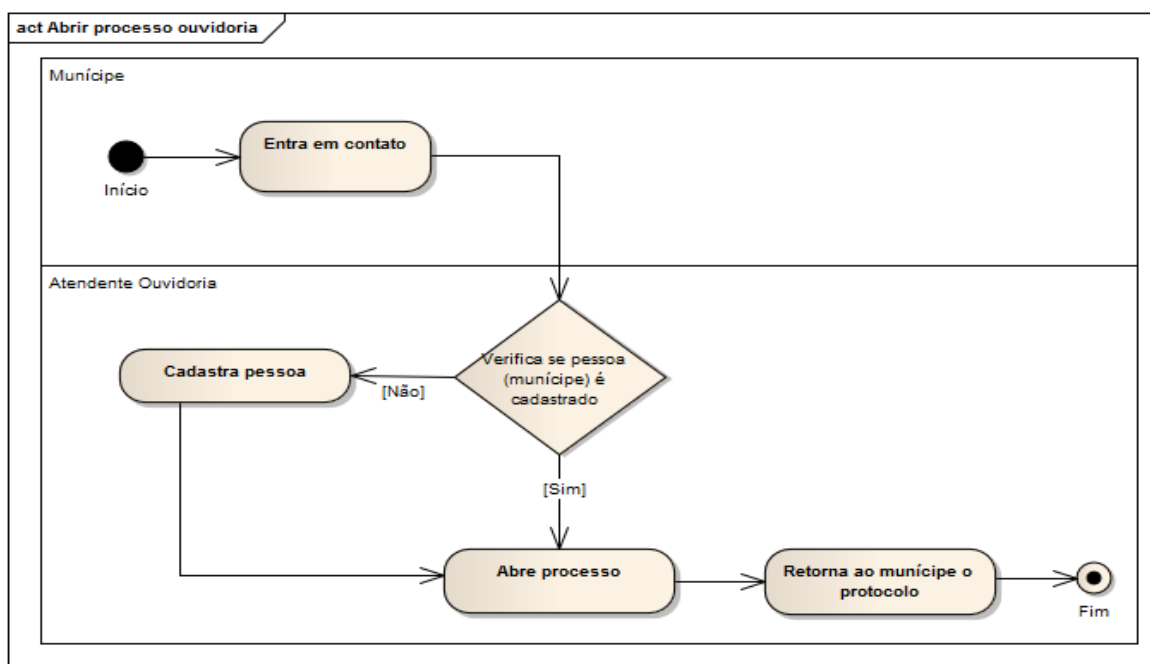 act Abrir processo ouvidoria
Munícipe
Entra em contato
Início
Atendente Ouvidoria
Verifica se pessoa
(munícipe) é
cadastrado
Cadastra pessoa
[Não]
[Sim]
Abre processo
Retorna ao munícipe o
protocolo
Fim